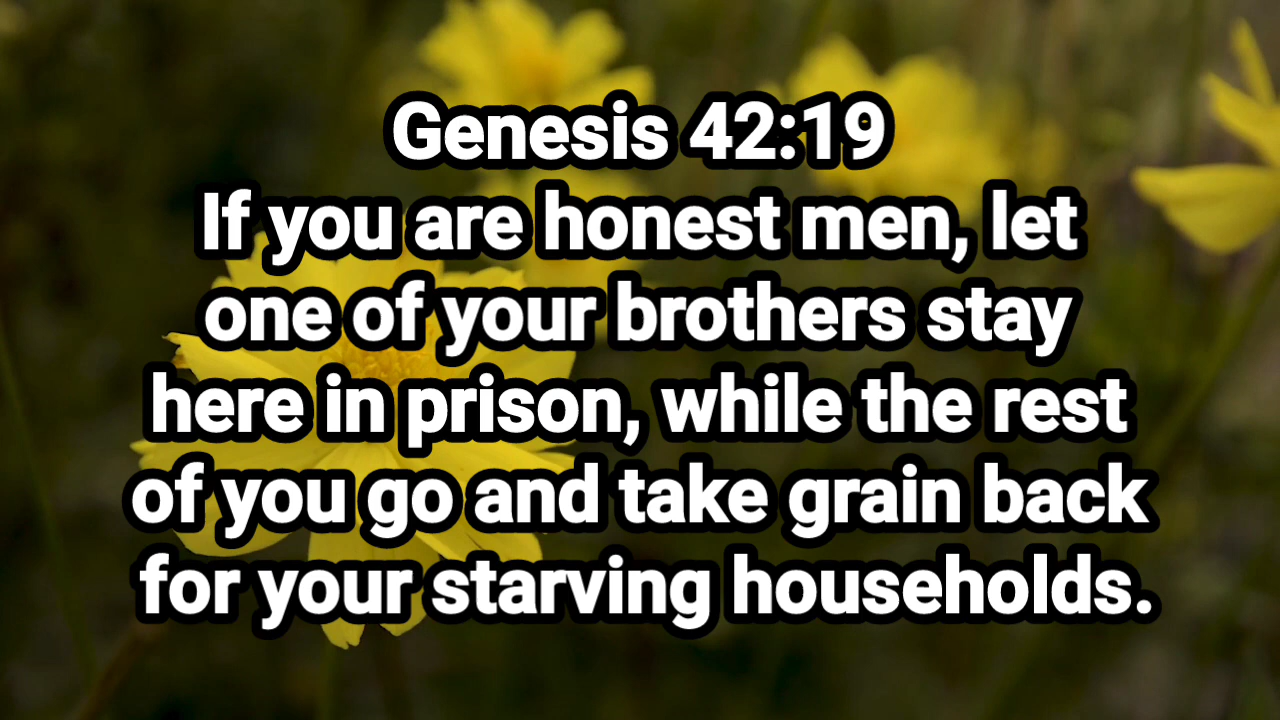 Genesis 42:19
If you are honest men, let
one of your brothers stay
here in prison, while the rest
of you go and take grain back
for your starving households.